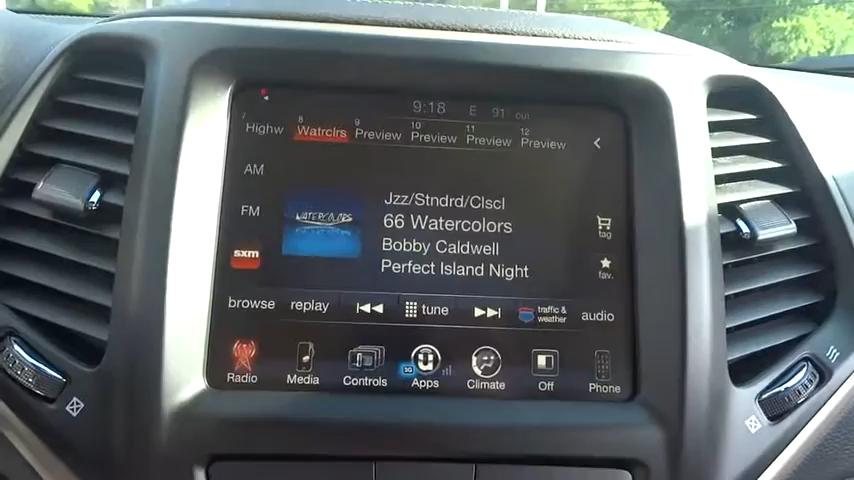 9:18 E 91 out
7 8 10 11 12
Highw Watrclrs Preview Preview Preview Preview
AM
FM
sxm
WATERCOLORS
Jzz/Stndrd/Clscl
66 Watercolors
Bobby Caldwell
Perfect Island Night
tag
fav.
browse replay tune traffic & weather audio
3G
Radio Media Controls Apps Climate Off Phone